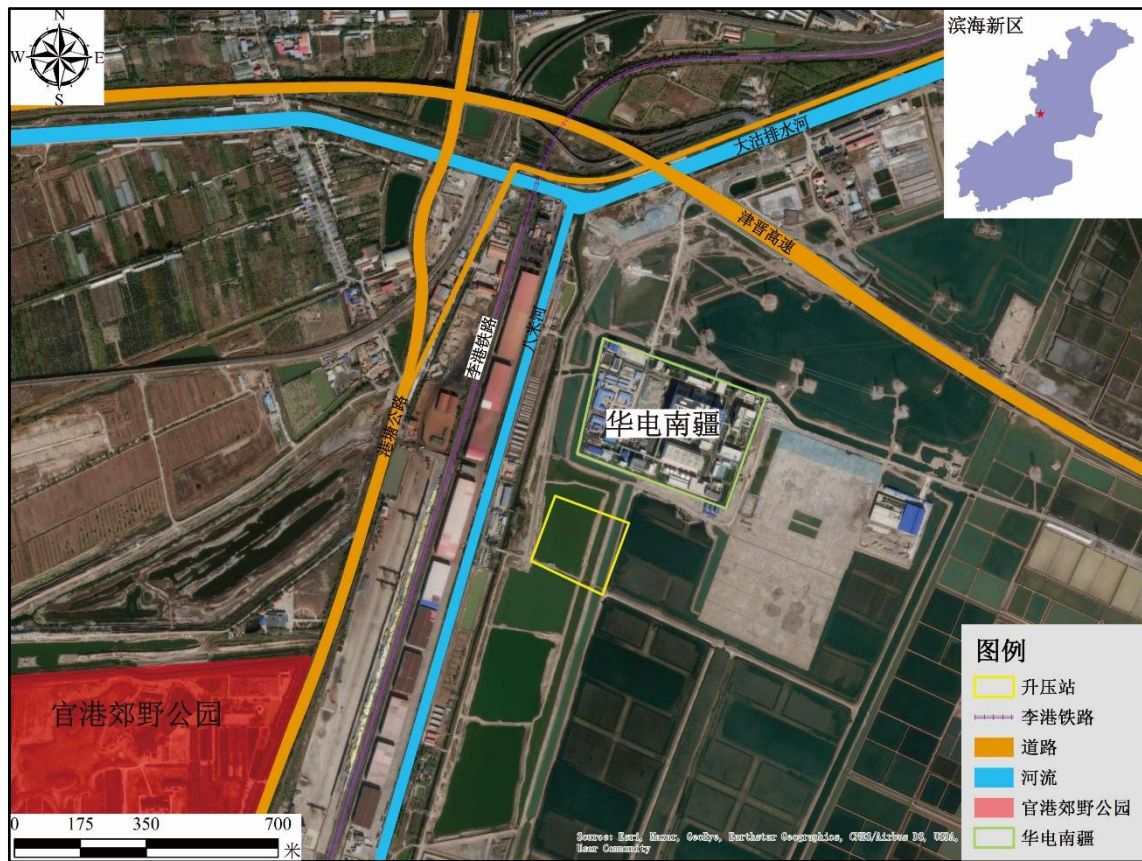 N
W
E
S
滨海新区
大沽排水河
津晋高速
八米河
李港铁路
港塘公路
华电南疆
官港郊野公园
0 175 350 700
米
图例
升压站
李港铁路
道路
河流
官港郊野公园
华电南疆
Source: Esri, Maxar, GeoEye, Earthstar Geographics, CNES/Airbus DS, USDA,
User Community